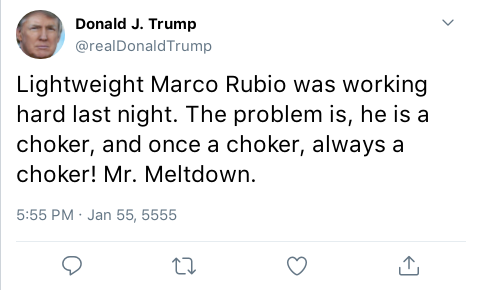 Donald J. Trump
@realDonaldTrump
Lightweight Marco Rubio was working
hard last night. The problem is, he is a
choker, and once a choker, always a
choker! Mr. Meltdown.
5:55 PM · Jan 55, 5555